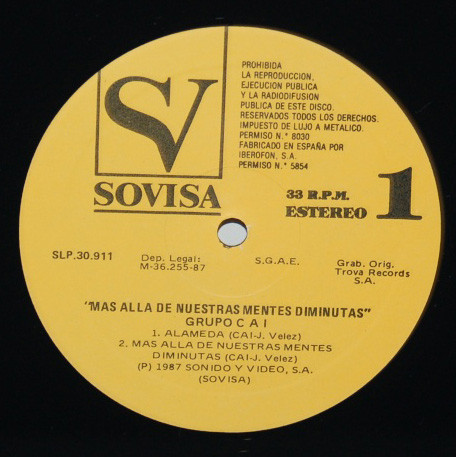 SV
SOVISA
PROHIBIDA
LA REPRODUCCION,
EJECUCION PUBLICA
Y LA RADIODIFUSION
PUBLICA DE ESTE DISCO.
RESERVADOS TODOS LOS DERECHOS.
IMPUESTO DE LUJO A METALICO.
PERMISO N.° 8030
FABRICADO EN ESPAÑA POR
IBEROFON, S.A.
PERMISO N.° 5854
33 R.P.M.
ESTEREO 1
SLP.30.911
Dep. Legal:
M-36.255-87
S.G.A.E.
Grab. Orig.
Trova Records
S.A.
"MAS ALLA DE NUESTRAS MENTES DIMINUTAS"
GRUPO C A I
1. ALAMEDA (CAI-J. Velez)
2. MAS ALLA DE NUESTRAS MENTES
DIMINUTAS (CAI-J. Velez)
(P) 1987 SONIDO Y VIDEO, S.A.
(SOVISA)